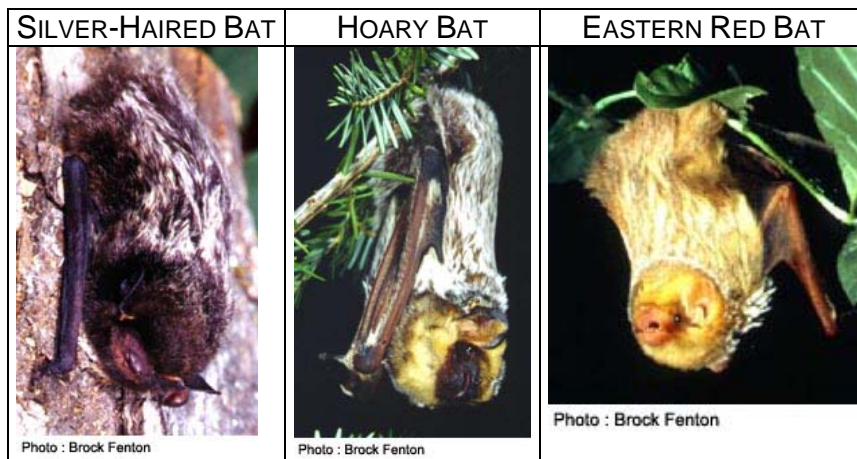 SILVER-HAIRED BAT
HOARY BAT
EASTERN RED BAT
Photo : Brock Fenton
Photo : Brock Fenton
Photo : Brock Fenton